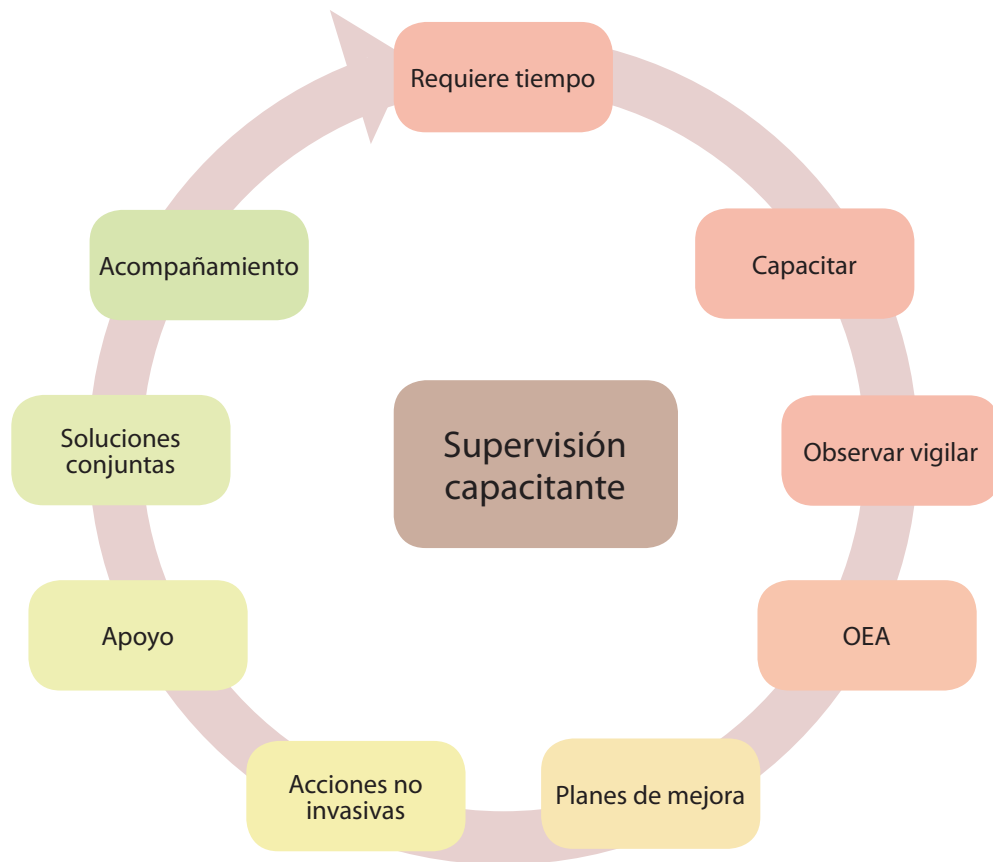 Requiere tiempo
Capacitar
Observar vigilar
OEA
Planes de mejora
Acciones no
invasivas
Apoyo
Soluciones
conjuntas
Acompañamiento
Supervisión
capacitante